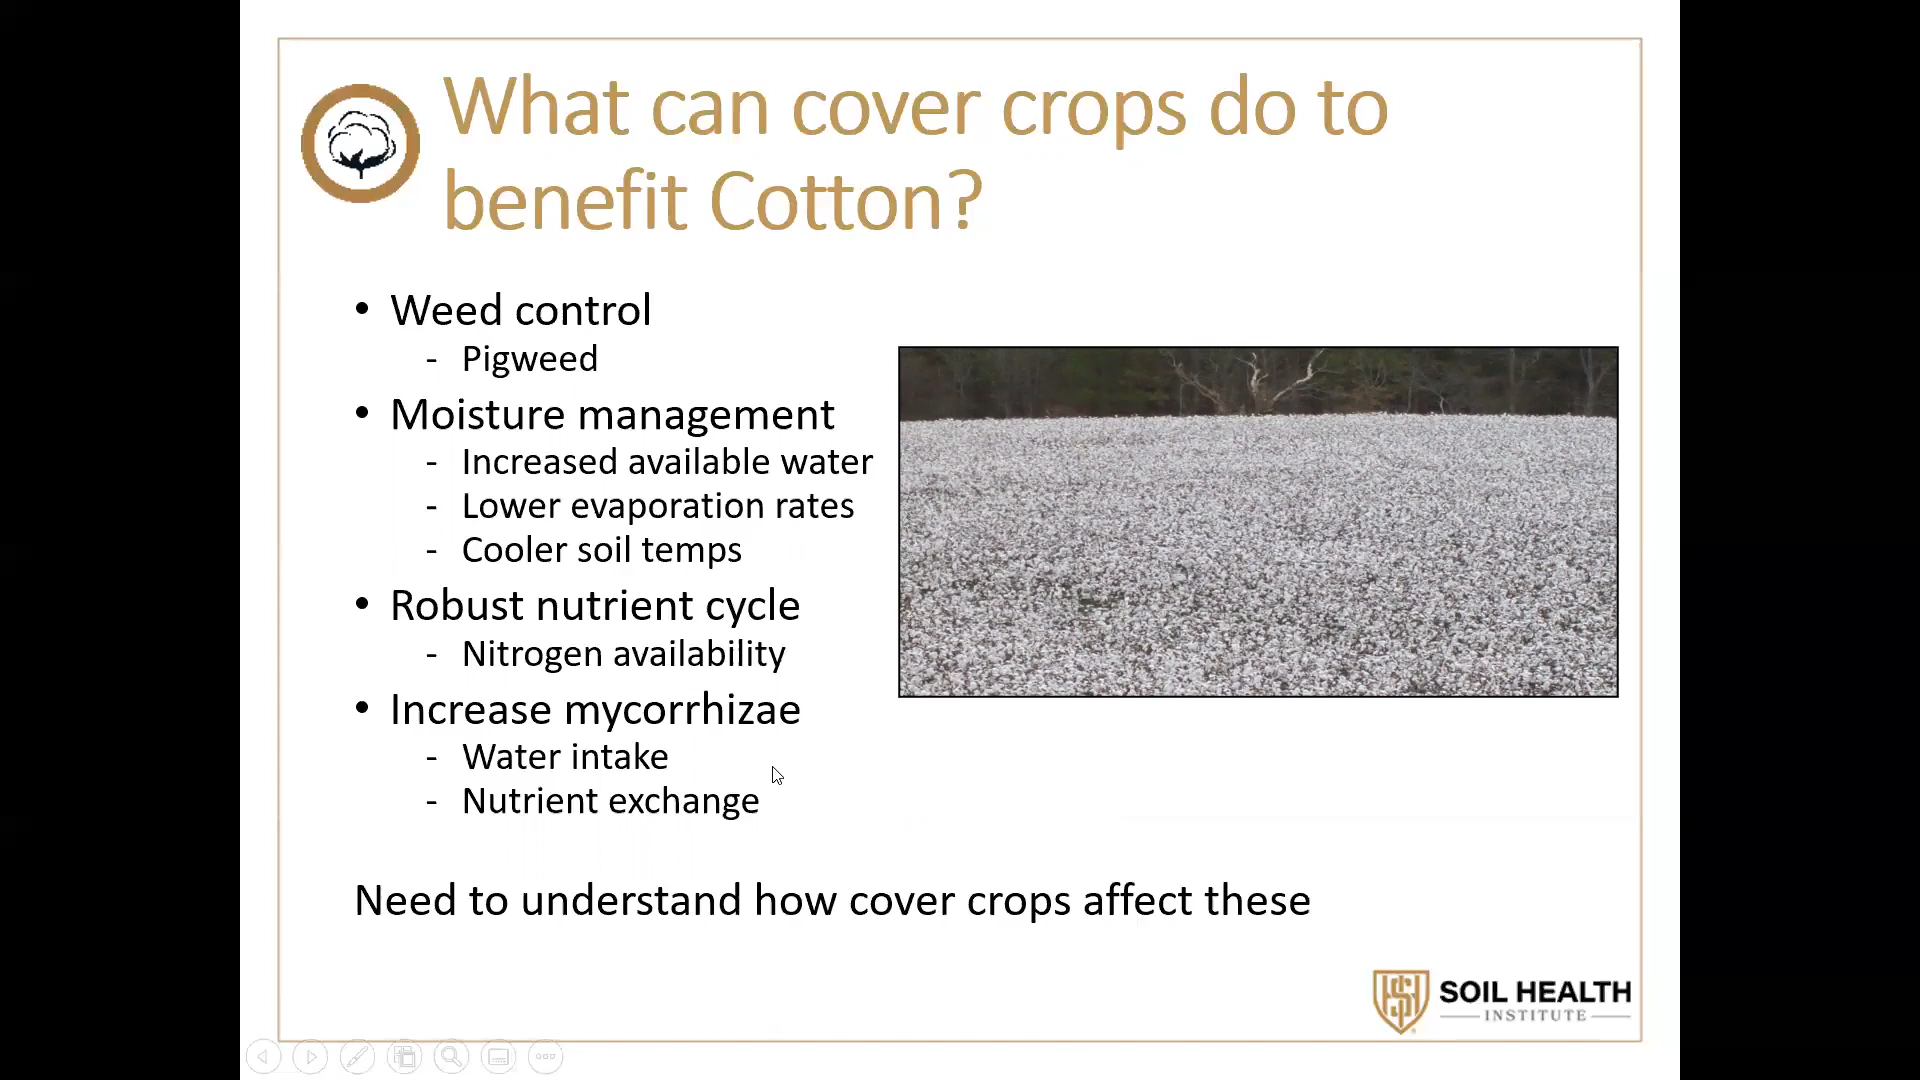 What can cover crops do to
benefit Cotton?
• Weed control
- Pigweed
• Moisture management
- Increased available water
- Lower evaporation rates
- Cooler soil temps
• Robust nutrient cycle
- Nitrogen availability
• Increase mycorrhizae
- Water intake
- Nutrient exchange
Need to understand how cover crops affect these
SOIL HEALTH
INSTITUTE